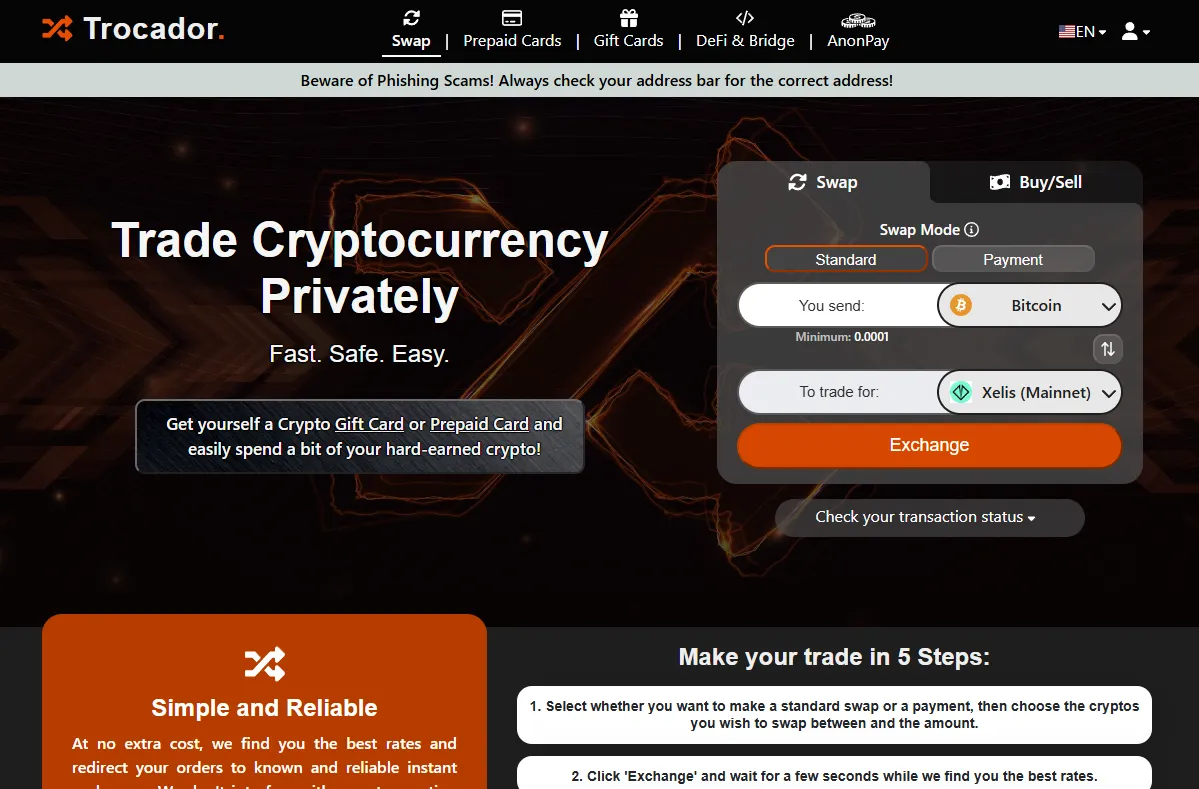 Trocador.
Swap | Prepaid Cards | Gift Cards | DeFi & Bridge | AnonPay
EN
Beware of Phishing Scams! Always check your address bar for the correct address!
Trade Cryptocurrency
Privately
Fast. Safe. Easy.
Get yourself a Crypto Gift Card or Prepaid Card and
easily spend a bit of your hard-earned crypto!
Swap
Buy/Sell
Swap Mode
Standard
Payment
You send:
Bitcoin
Minimum: 0.0001
To trade for:
Xelis (Mainnet)
Exchange
Check your transaction status
Simple and Reliable
At no extra cost, we find you the best rates and
redirect your orders to known and reliable instant
Make your trade in 5 Steps:
1. Select whether you want to make a standard swap or a payment, then choose the cryptos
you wish to swap between and the amount.
2. Click 'Exchange' and wait for a few seconds while we find you the best rates.